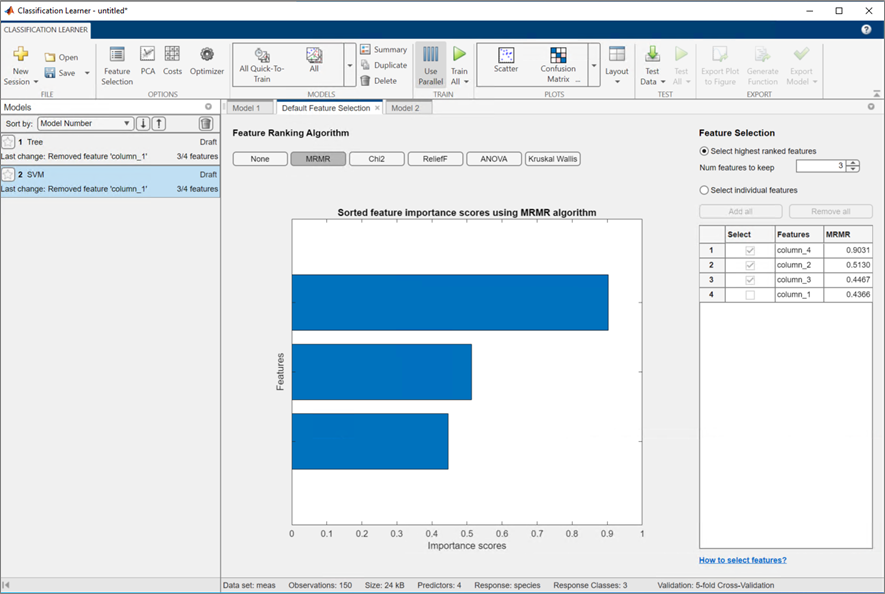 Classification Learner - untitled*
CLASSIFICATION LEARNER
New Session
Open
Save
FILE
Feature Selection
PCA
Costs
Optimizer
OPTIONS
All Quick-To-Train
All
Summary
Duplicate
Delete
MODELS
Use Parallel
Train All
TRAIN
Scatter
Confusion Matrix ...
Layout
PLOTS
Test Data
Test All
TEST
Export Plot to Figure
Generate Function
Export Model
EXPORT
Models
Sort by: Model Number
1 Tree Draft
Last change: Removed feature 'column_1' 3/4 features
2 SVM Draft
Last change: Removed feature 'column_1' 3/4 features
Model 1
Default Feature Selection
Model 2
Feature Ranking Algorithm
None MRMR Chi2 ReliefF ANOVA Kruskal Wallis
Sorted feature importance scores using MRMR algorithm
Features
0 0.1 0.2 0.3 0.4 0.5 0.6 0.7 0.8 0.9 1
Importance scores
Feature Selection
Select highest ranked features
Num features to keep 3
Select individual features
Add all Remove all
Select Features MRMR
1 column_4 0.9031
2 column_2 0.5130
3 column_3 0.4467
4 column_1 0.4366
How to select features?
Data set: meas Observations: 150 Size: 24 kB Predictors: 4 Response: species Response Classes: 3 Validation: 5-fold Cross-Validation